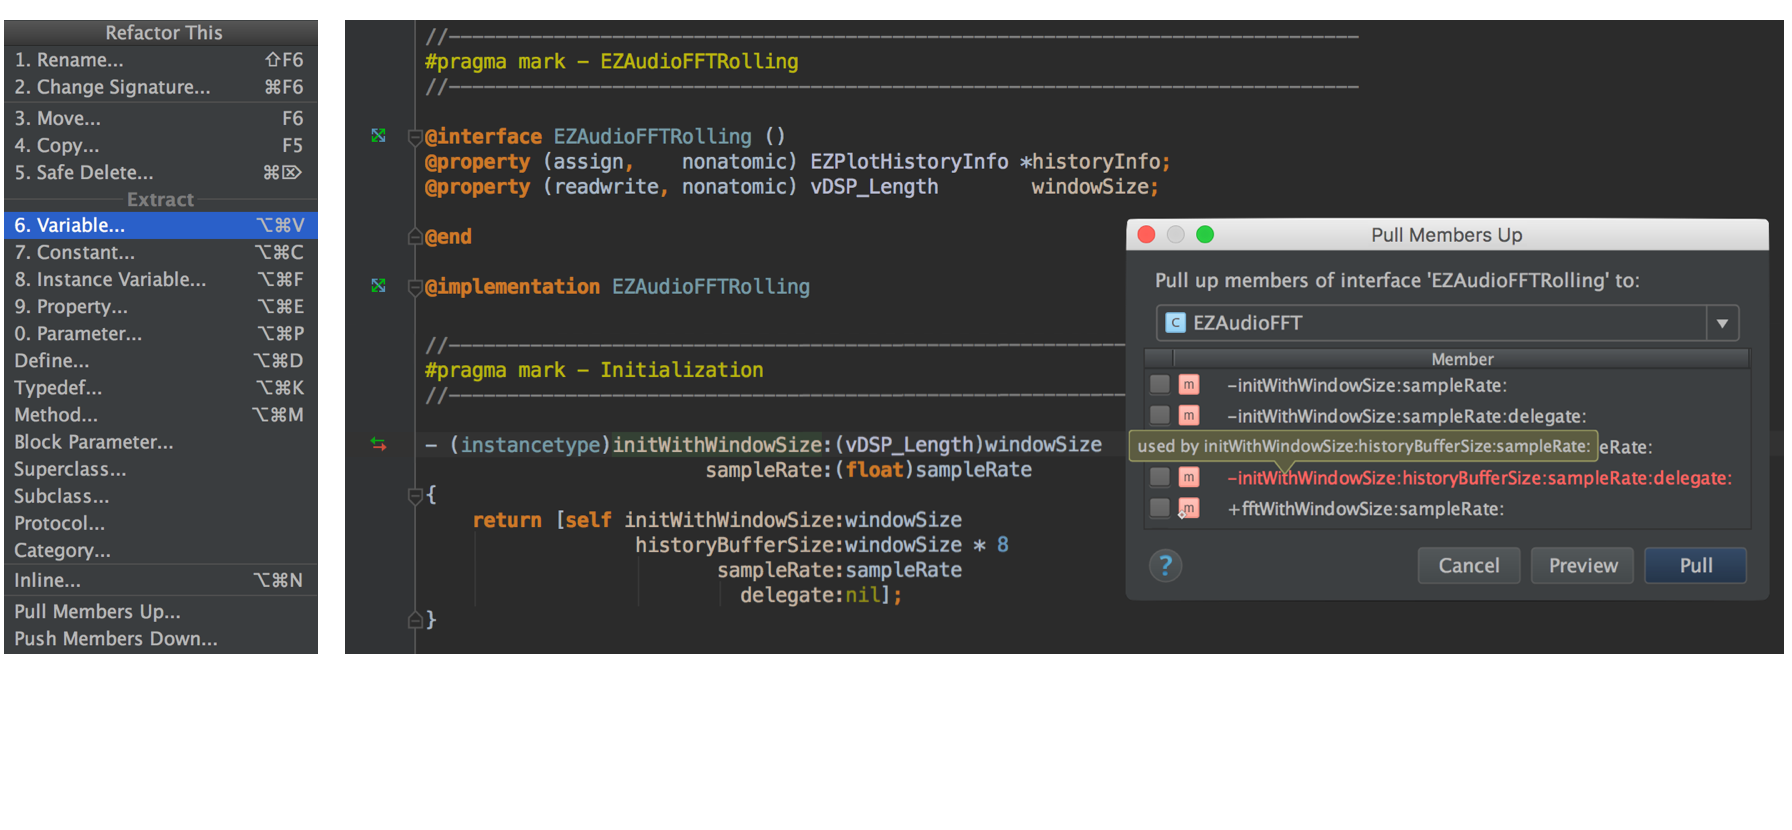 Refactor This
1. Rename... ⇧F6
2. Change Signature... ⌘F6
3. Move... F6
4. Copy... F5
5. Safe Delete... ⌘⌦
Extract
6. Variable... ⌥⌘V
7. Constant... ⌥⌘C
8. Instance Variable... ⌥⌘F
9. Property... ⌥⌘E
0. Parameter... ⌥⌘P
Define... ⌥⌘D
Typedef... ⌥⌘K
Method... ⌥⌘M
Block Parameter...
Superclass...
Subclass...
Protocol...
Category...
Inline... ⌥⌘N
Pull Members Up...
Push Members Down...
//------------------------------------------------------------------------------
#pragma mark - EZAudioFFTRolling
//------------------------------------------------------------------------------
@interface EZAudioFFTRolling ()
@property (assign, nonatomic) EZPlotHistoryInfo *historyInfo;
@property (readwrite, nonatomic) vDSP_Length windowSize;
@end
@implementation EZAudioFFTRolling
//------------------------------------------------------------
#pragma mark - Initialization
//------------------------------------------------------------
- (instancetype)initWithWindowSize:(vDSP_Length)windowSize
sampleRate:(float)sampleRate
{
return [self initWithWindowSize:windowSize
historyBufferSize:windowSize * 8
sampleRate:sampleRate
delegate:nil];
}
Pull Members Up
Pull up members of interface 'EZAudioFFTRolling' to:
C EZAudioFFT
Member
m -initWithWindowSize:sampleRate:
m -initWithWindowSize:sampleRate:delegate:
used by initWithWindowSize:historyBufferSize:sampleRate: eRate:
m -initWithWindowSize:historyBufferSize:sampleRate:delegate:
m +fftWithWindowSize:sampleRate:
? Cancel Preview Pull